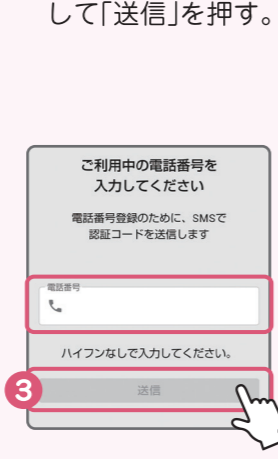 して「送信」を押す。
ご利用中の電話番号を
入力してください
電話番号登録のために、SMSで
認証コードを送信します
電話番号
ハイフンなしで入力してください。
3
送信